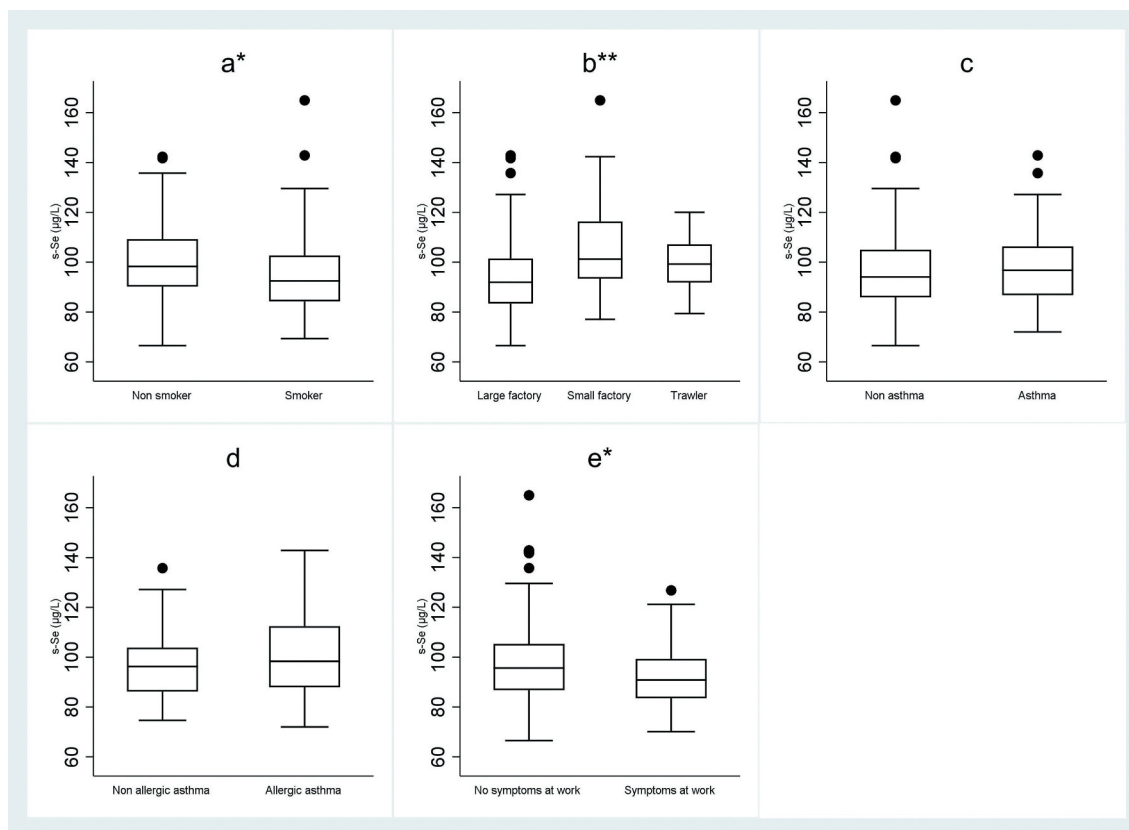 a*
s-Se (µg/L)
160
140
120
100
80
60
Non smoker Smoker
b**
s-Se (µg/L)
160
140
120
100
80
60
Large factory Small factory Trawler
c
s-Se (µg/L)
160
140
120
100
80
60
Non asthma Asthma
d
s-Se (µg/L)
160
140
120
100
80
60
Non allergic asthma Allergic asthma
e*
s-Se (µg/L)
160
140
120
100
80
60
No symptoms at work Symptoms at work